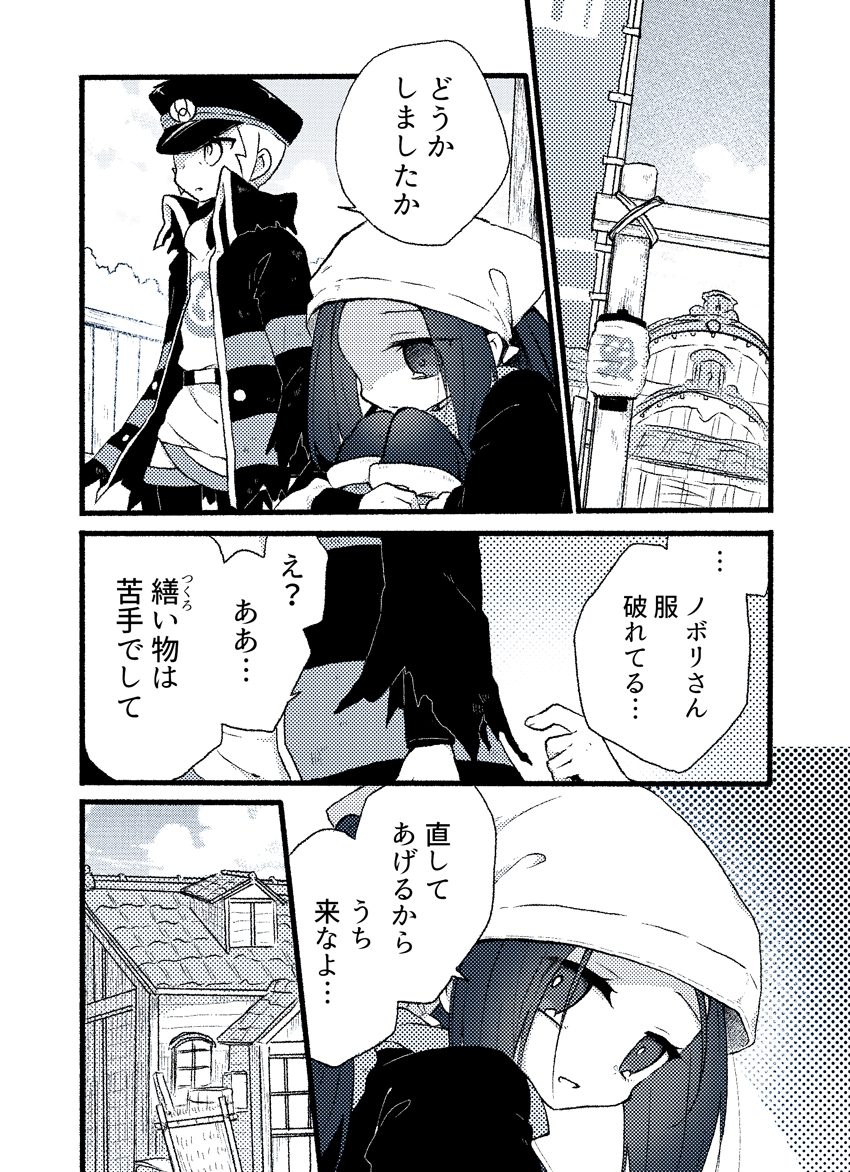 どうか
しましたか
…
ノボリさん
服
破れてる…
え？
ああ…
繕い物は
つくろ
苦手でして
直して
あげるから
うち
来なよ…